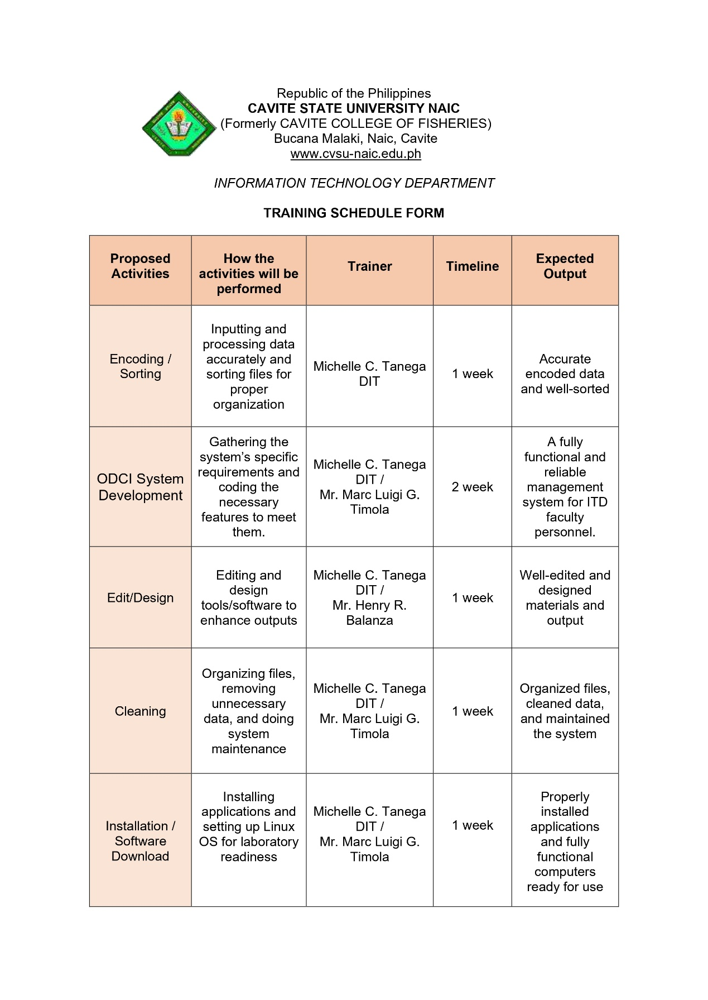 Republic of the Philippines
CAVITE STATE UNIVERSITY NAIC
(Formerly CAVITE COLLEGE OF FISHERIES)
Bucana Malaki, Naic, Cavite
www.cvsu-naic.edu.ph
INFORMATION TECHNOLOGY DEPARTMENT
TRAINING SCHEDULE FORM
Proposed
Activities
How the
activities will be
performed
Trainer
Timeline
Expected
Output
Encoding /
Sorting
Inputting and
processing data
accurately and
sorting files for
proper
organization
Michelle C. Tanega
DIT
1 week
Accurate
encoded data
and well-sorted
ODCI System
Development
Gathering the
system’s specific
requirements and
coding the
necessary
features to meet
them.
Michelle C. Tanega
DIT /
Mr. Marc Luigi G.
Timola
2 week
A fully
functional and
reliable
management
system for ITD
faculty
personnel.
Edit/Design
Editing and
design
tools/software to
enhance outputs
Michelle C. Tanega
DIT /
Mr. Henry R.
Balanza
1 week
Well-edited and
designed
materials and
output
Cleaning
Organizing files,
removing
unnecessary
data, and doing
system
maintenance
Michelle C. Tanega
DIT /
Mr. Marc Luigi G.
Timola
1 week
Organized files,
cleaned data,
and maintained
the system
Installation /
Software
Download
Installing
applications and
setting up Linux
OS for laboratory
readiness
Michelle C. Tanega
DIT /
Mr. Marc Luigi G.
Timola
1 week
Properly
installed
applications
and fully
functional
computers
ready for use